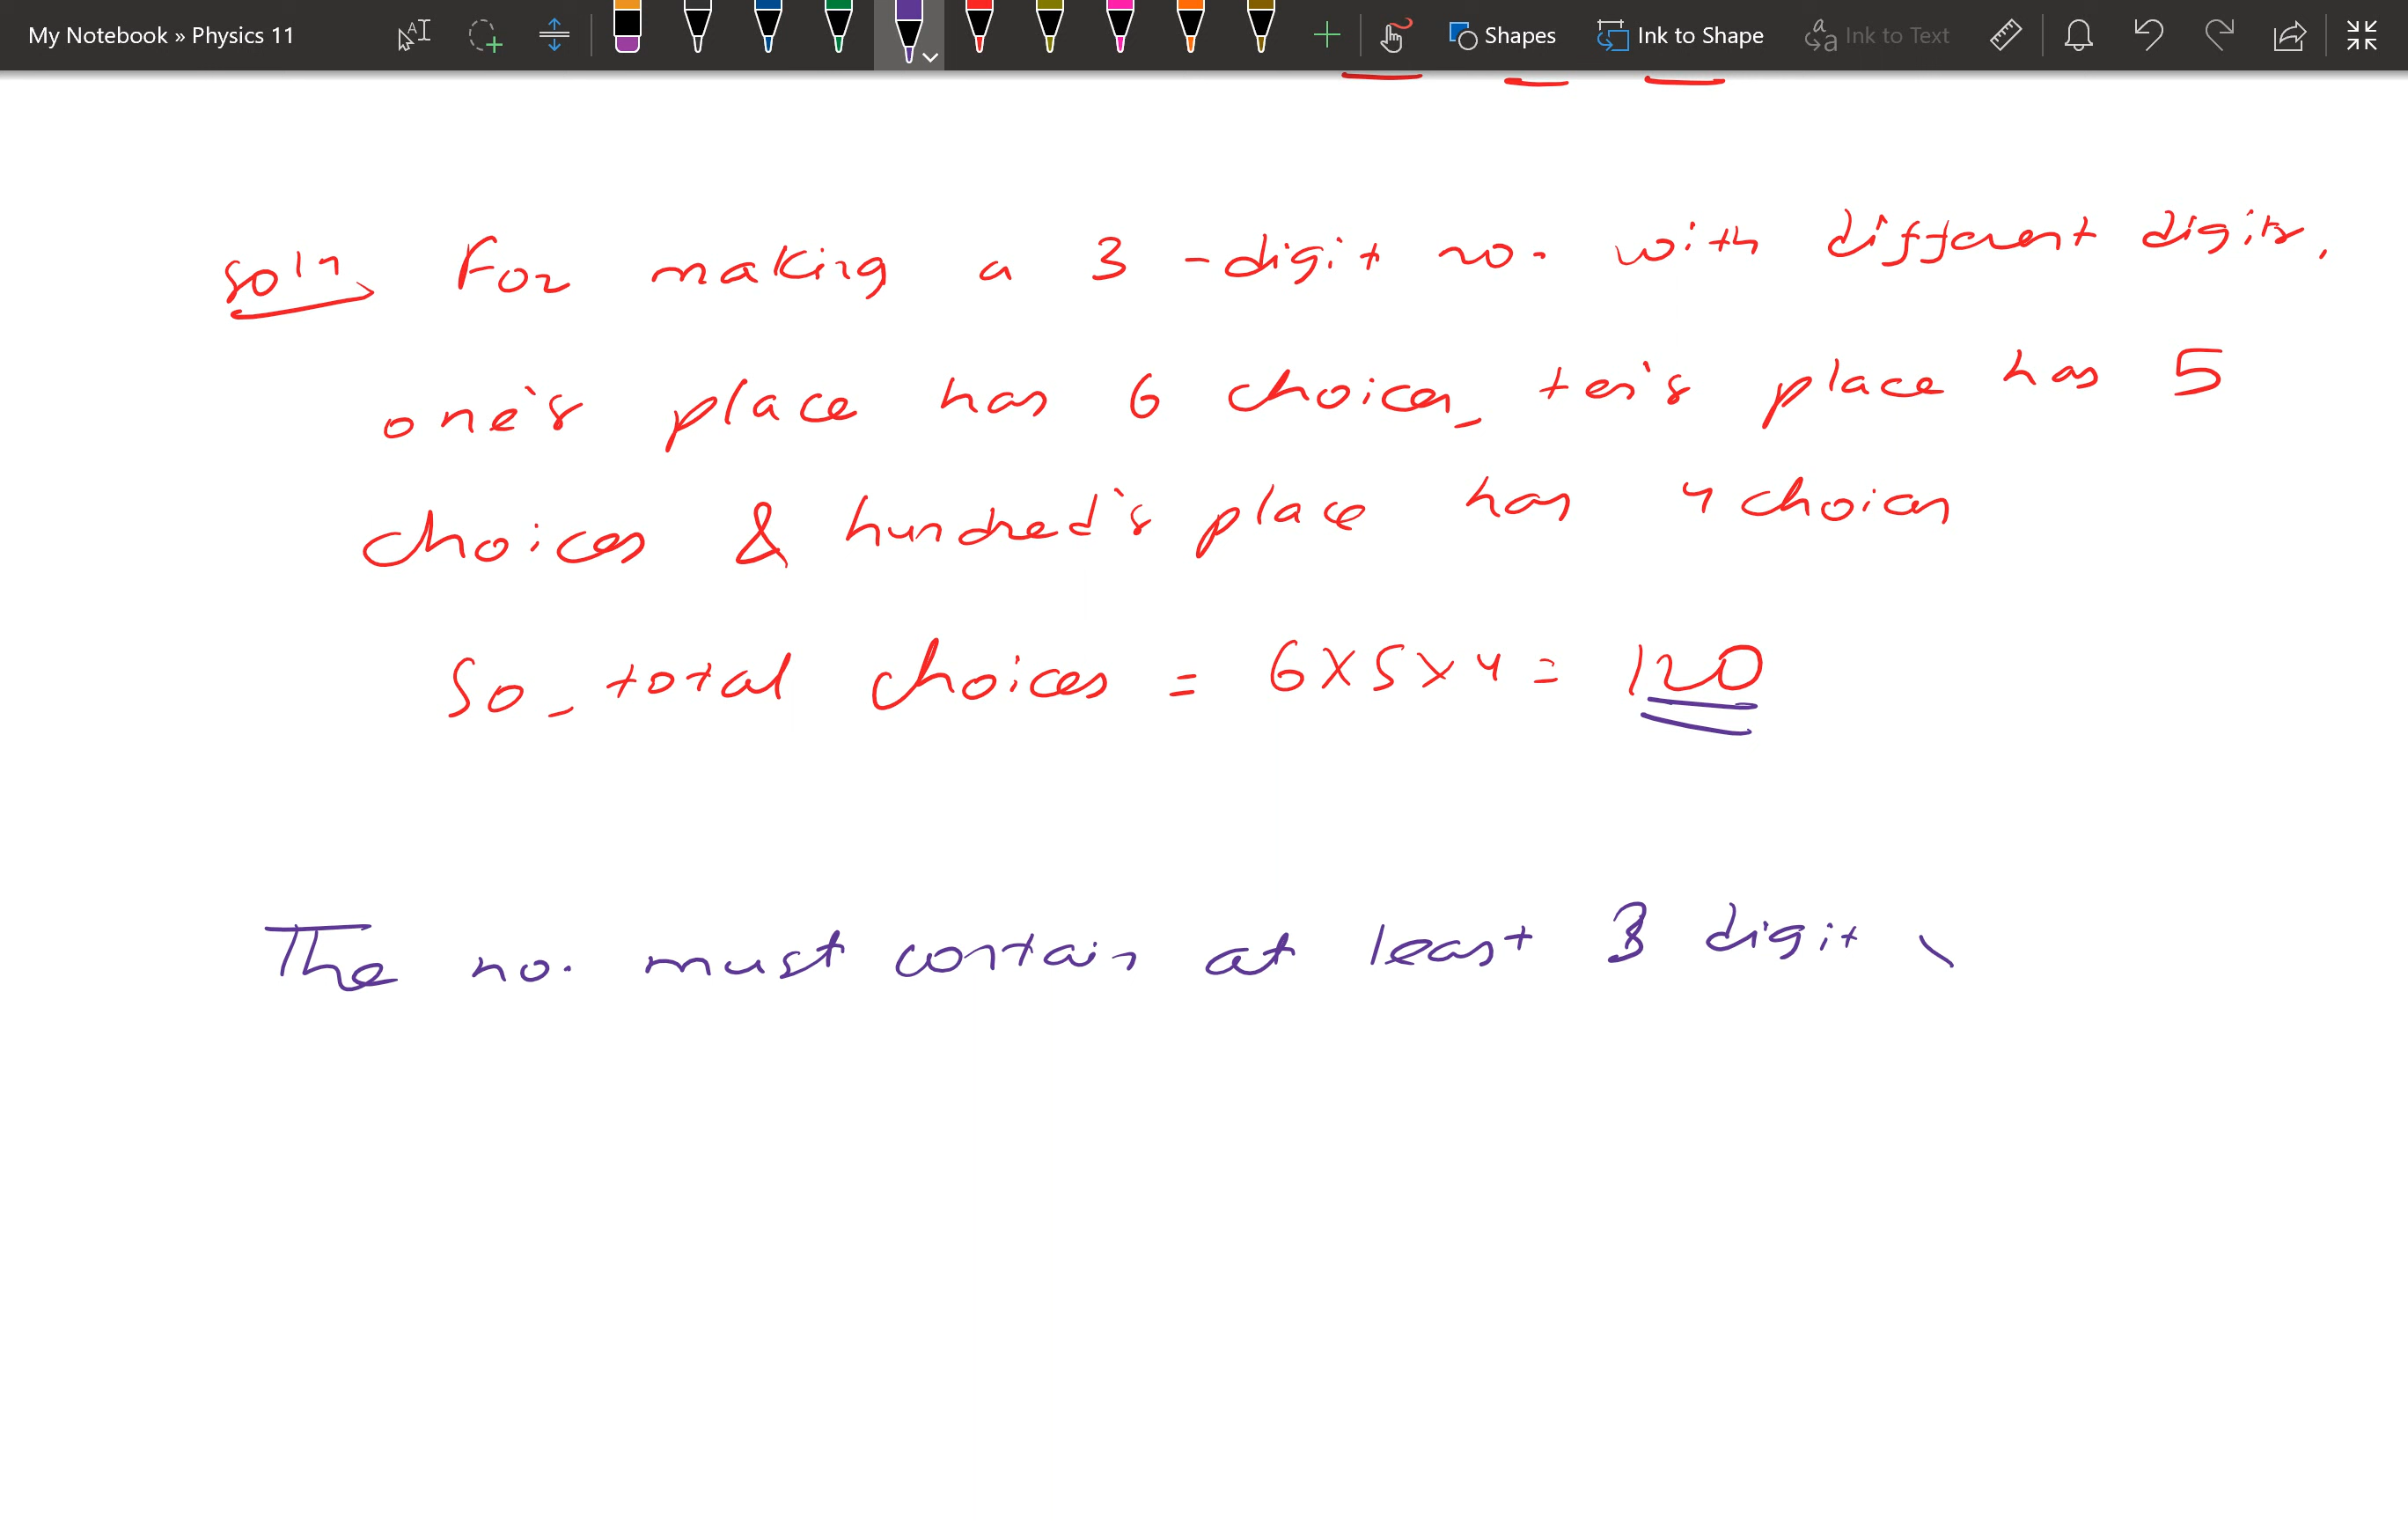 My Notebook » Physics 11 Shapes Ink to Shape Ink to Text
Soln, For making a 3-digit no. with different digits,
one's place has 6 choices, ten's place has 5
choices & hundred's place has 4 choices
So, total choices = 6×5×4 = 120
The no. must contain at least 3 digit